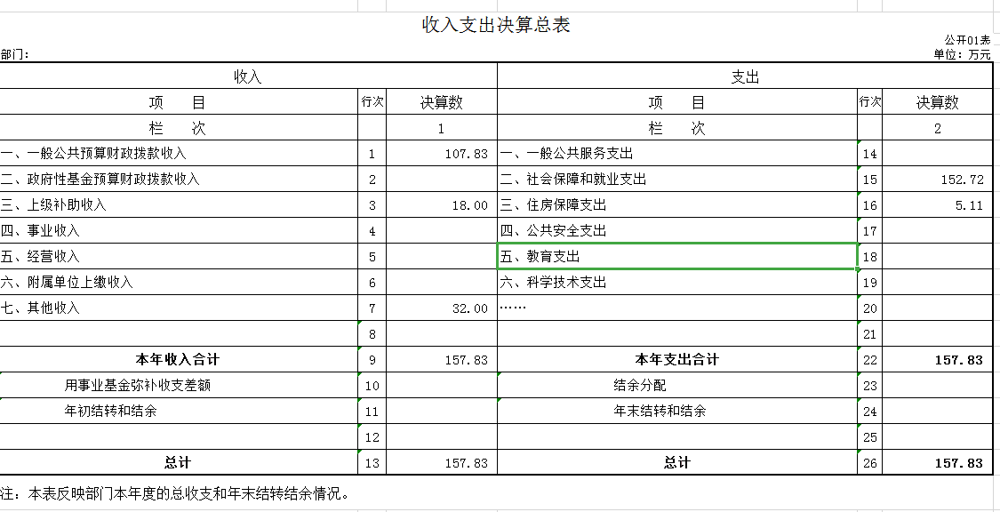 收入支出决算总表
公开01表
部门： 单位：万元
收入 支出
项 目 行次 决算数 项 目 行次 决算数
栏 次 1 栏 次 2
一、一般公共预算财政拨款收入 1 107.83 一、一般公共服务支出 14
二、政府性基金预算财政拨款收入 2 二、社会保障和就业支出 15 152.72
三、上级补助收入 3 18.00 三、住房保障支出 16 5.11
四、事业收入 4 四、公共安全支出 17
五、经营收入 5 五、教育支出 18
六、附属单位上缴收入 6 六、科学技术支出 19
七、其他收入 7 32.00 …… 20
8 21
本年收入合计 9 157.83 本年支出合计 22 157.83
用事业基金弥补收支差额 10 结余分配 23
年初结转和结余 11 年末结转和结余 24
12 25
总计 13 157.83 总计 26 157.83
注：本表反映部门本年度的总收支和年末结转结余情况。